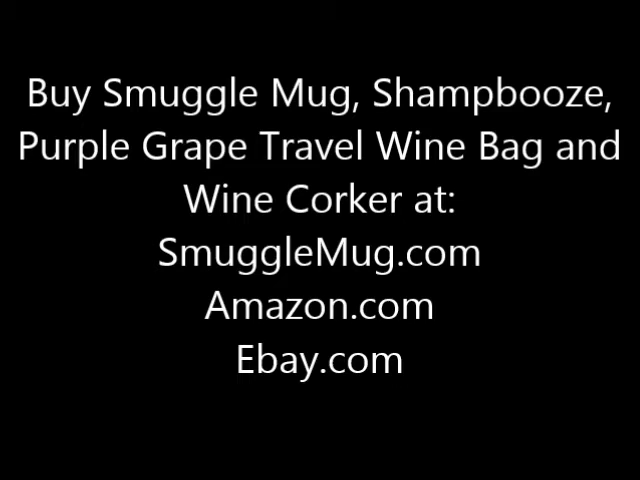 Buy Smuggle Mug, Shampbooze,
Purple Grape Travel Wine Bag and
Wine Corker at:
SmuggleMug.com
Amazon.com
Ebay.com